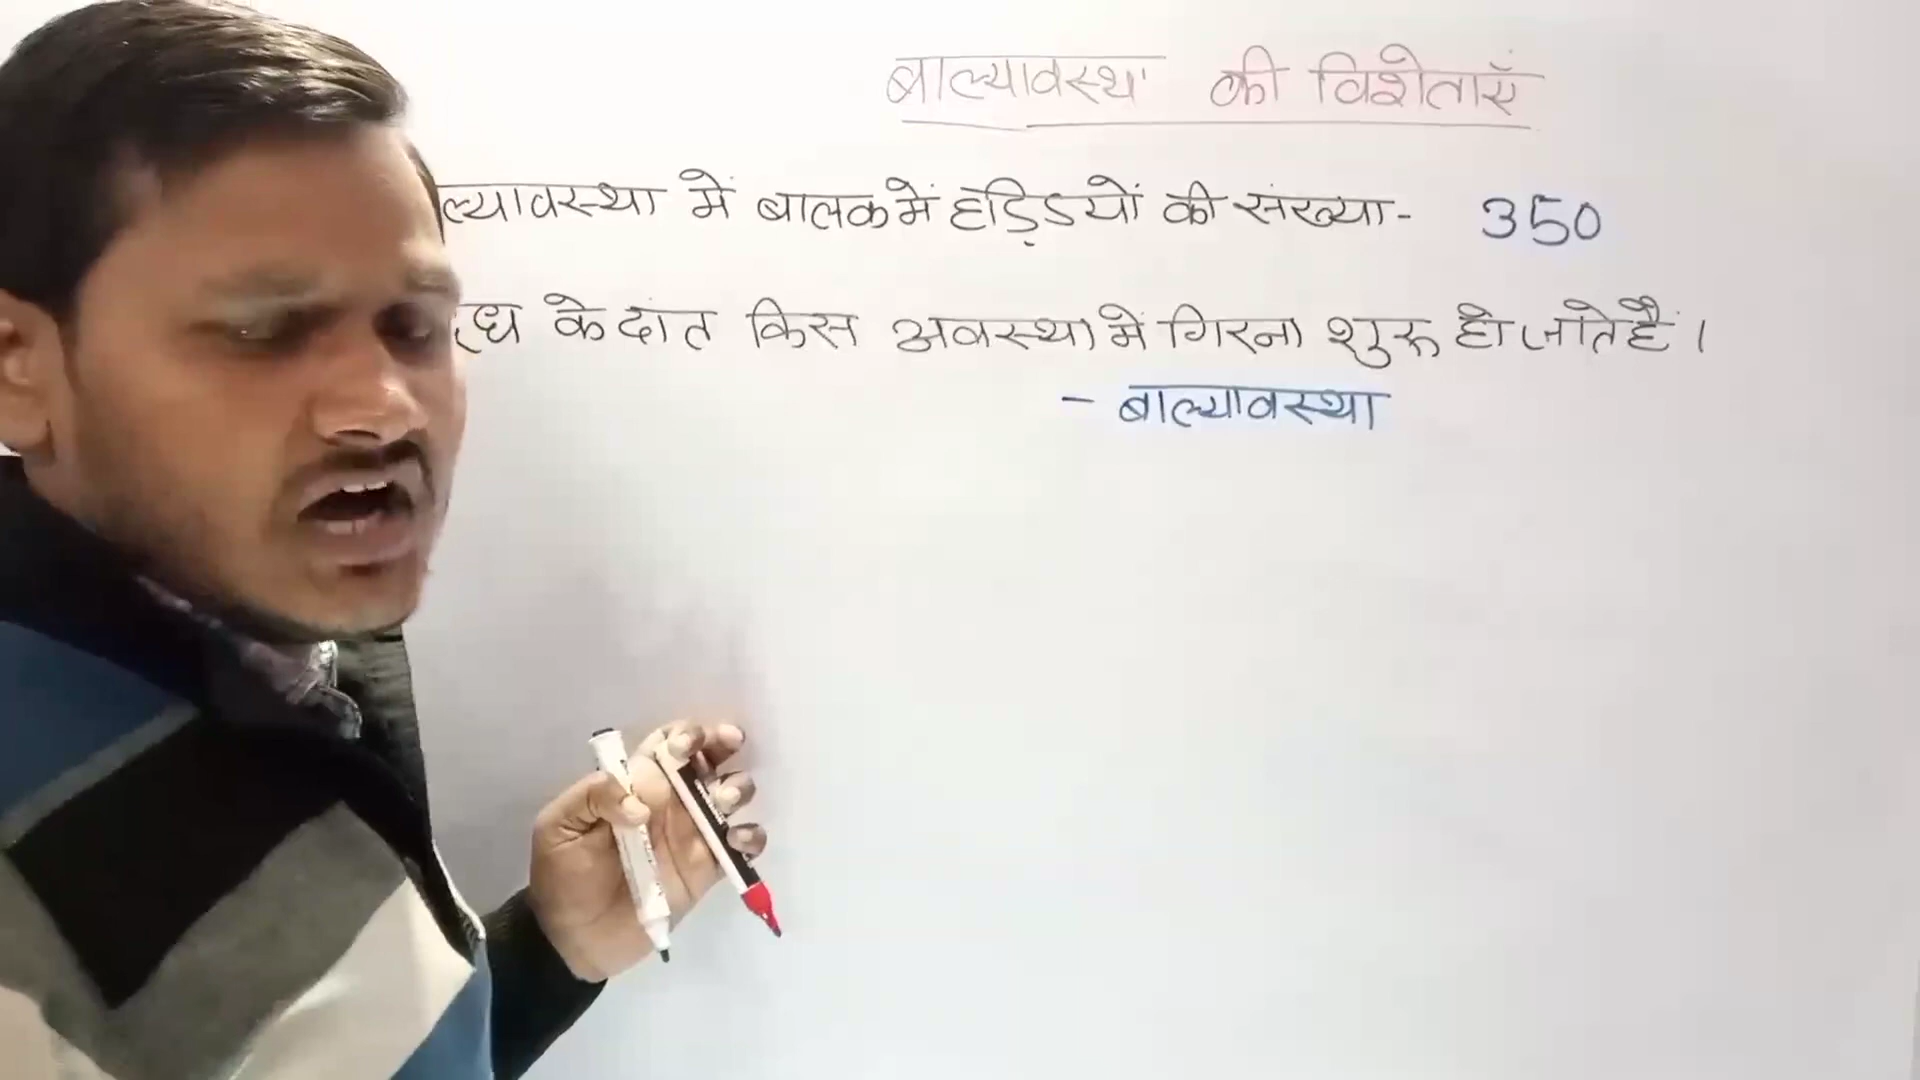 बाल्यावस्था की विशेताएँ
ल्यावस्था में बालक में हड्डियों की संख्या- 350
ूध के दांत किस अवस्था में गिरना शुरू हो जाते हैं।
- बाल्यावस्था